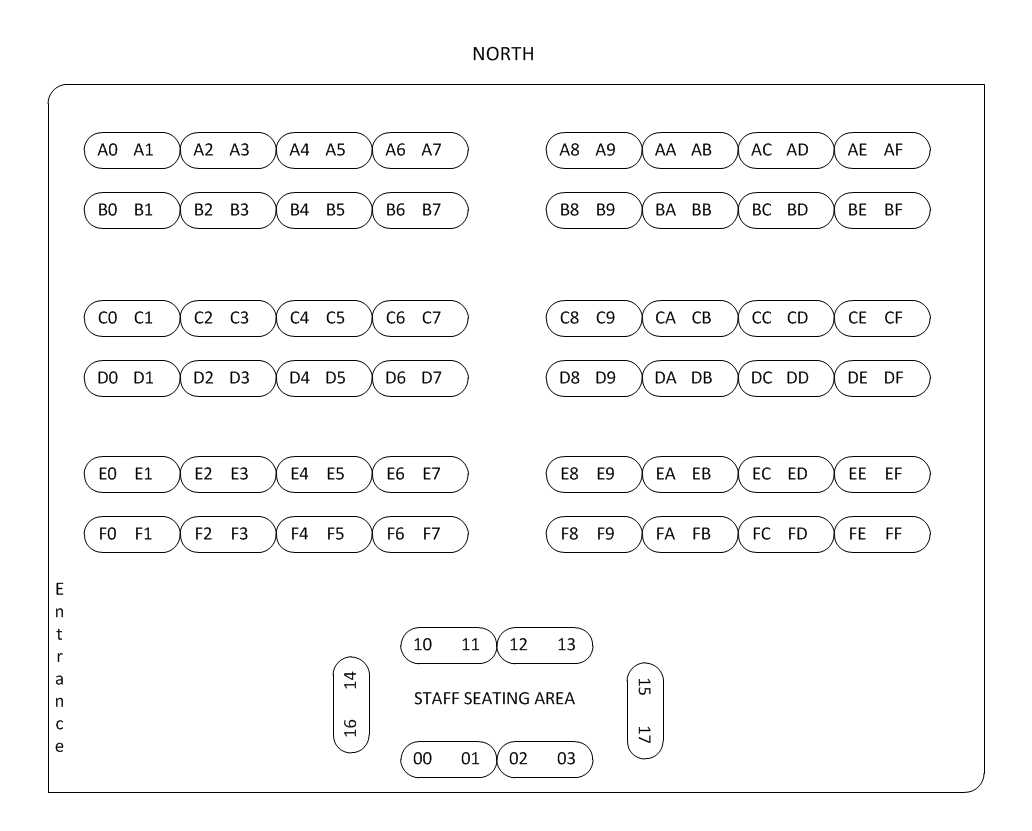 NORTH
A0 A1 A2 A3 A4 A5 A6 A7 A8 A9 AA AB AC AD AE AF
B0 B1 B2 B3 B4 B5 B6 B7 B8 B9 BA BB BC BD BE BF
C0 C1 C2 C3 C4 C5 C6 C7 C8 C9 CA CB CC CD CE CF
D0 D1 D2 D3 D4 D5 D6 D7 D8 D9 DA DB DC DD DE DF
E0 E1 E2 E3 E4 E5 E6 E7 E8 E9 EA EB EC ED EE EF
F0 F1 F2 F3 F4 F5 F6 F7 F8 F9 FA FB FC FD FE FF
Entrance
10 11 12 13
16 14
STAFF SEATING AREA
15 17
00 01 02 03